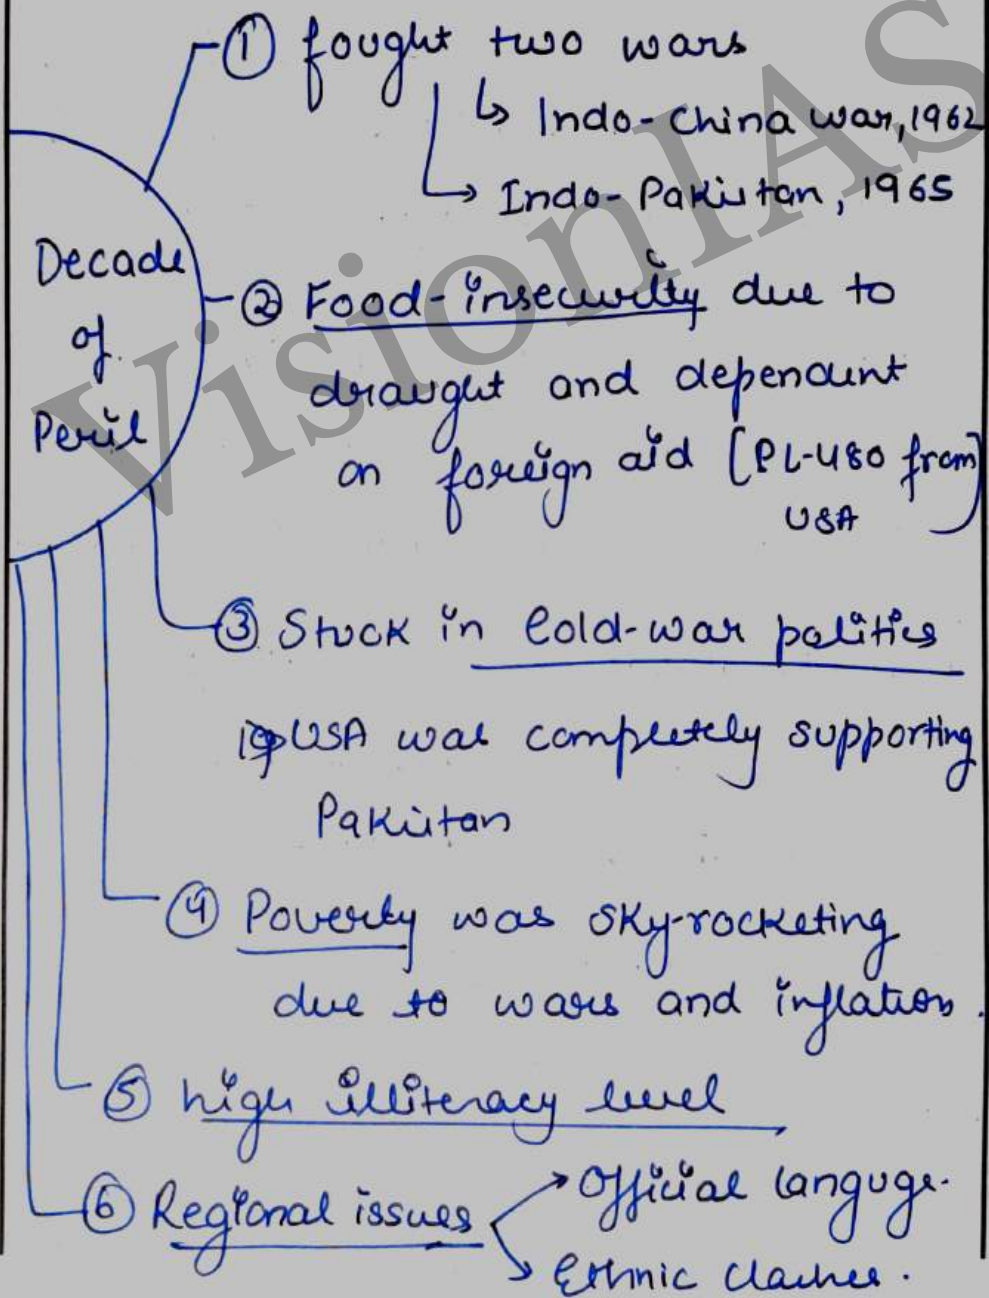 ① fought two wars
↳ Indo-China war, 1962
→ Indo-Pakistan, 1965
Decade
of
Peril
② Food-insecurity due to
draught and dependent
on foreign aid [PL-480 from
USA
③ Stuck in Cold-war politics
USA was completely supporting
Pakistan
④ Poverty was sky-rocketing
due to wars and inflation.
⑤ high illiteracy level
⑥ Regional issues → Official languge.
→ Ethnic clashes.
VisionIAS